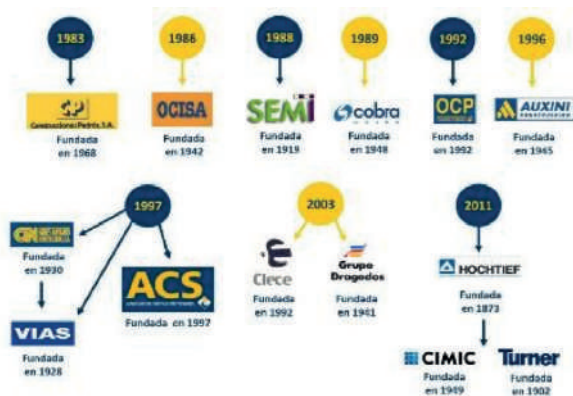 1983
1986
1988
1989
1992
1996
CP
Construcciones Padrós, S.A.
OCISA
SEMI
cobra
OCP
AUXINI
Fundada
en 1968
Fundada
en 1942
Fundada
en 1919
Fundada
en 1948
Fundada
en 1992
Fundada
en 1945
1997
2003
2011
Fundada
en 1930
ACS
Clece
Grupo
Dragados
HOCHTIEF
Fundada
en 1992
Fundada
en 1941
Fundada
en 1873
VIAS
Fundada en 1997
Fundada
en 1928
CIMIC
Turner
Fundada
en 1949
Fundada
en 1902